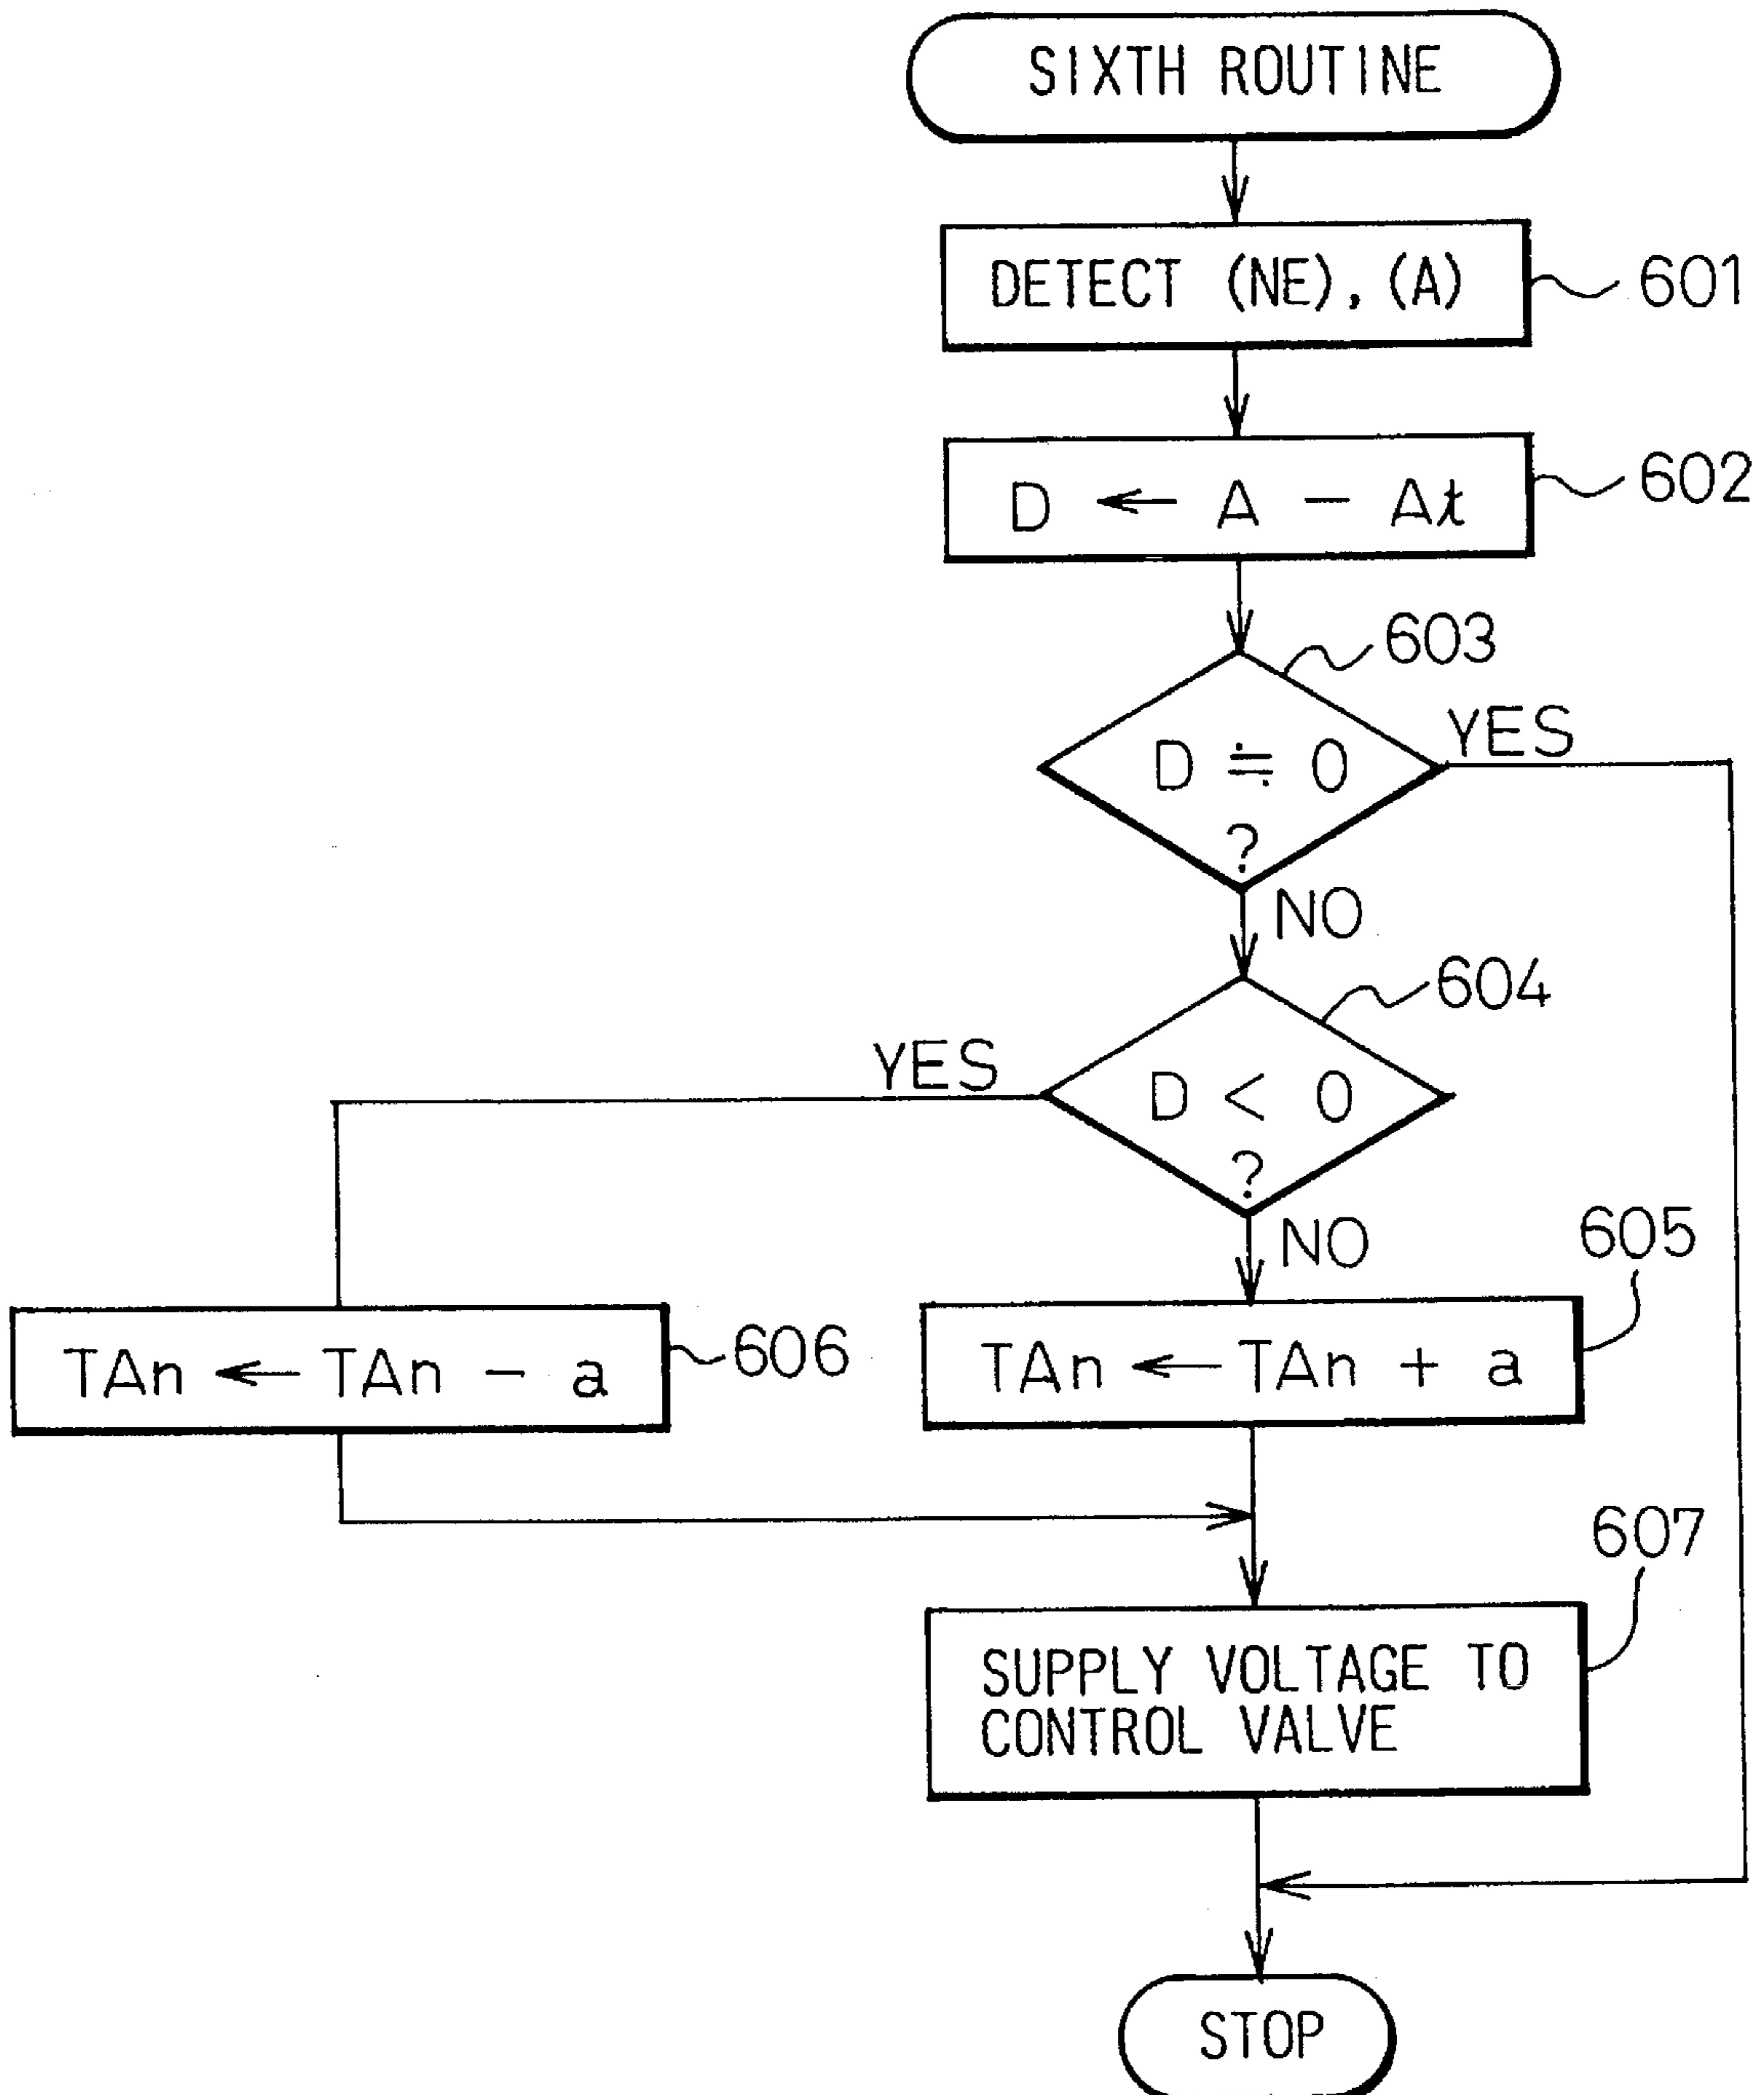 SIXTH ROUTINE
DETECT (NE), (A)
601
D ← A - At
602
603
D ≒ 0
?
YES
NO
604
D < 0
?
YES
NO
605
TAn ← TAn - a
606
TAn ← TAn + a
607
SUPPLY VOLTAGE TO
CONTROL VALVE
STOP